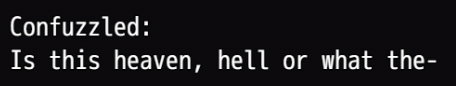 Confuzzled:
Is this heaven, hell or what the-